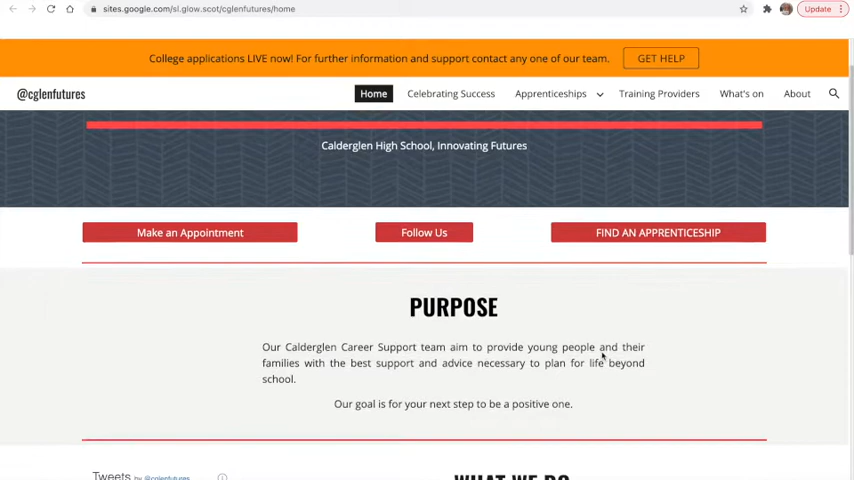 sites.google.com/sl.glow.scot/cglenfutures/home
Update
College applications LIVE now! For further information and support contact any one of our team.
GET HELP
@cglenfutures
Home
Celebrating Success
Apprenticeships
Training Providers
What's on
About
Calderglen High School, Innovating Futures
Make an Appointment
Follow Us
FIND AN APPRENTICESHIP
PURPOSE
Our Calderglen Career Support team aim to provide young people and their
families with the best support and advice necessary to plan for life beyond
school.
Our goal is for your next step to be a positive one.
Tweets by @cglenfutures
WHAT WE DO